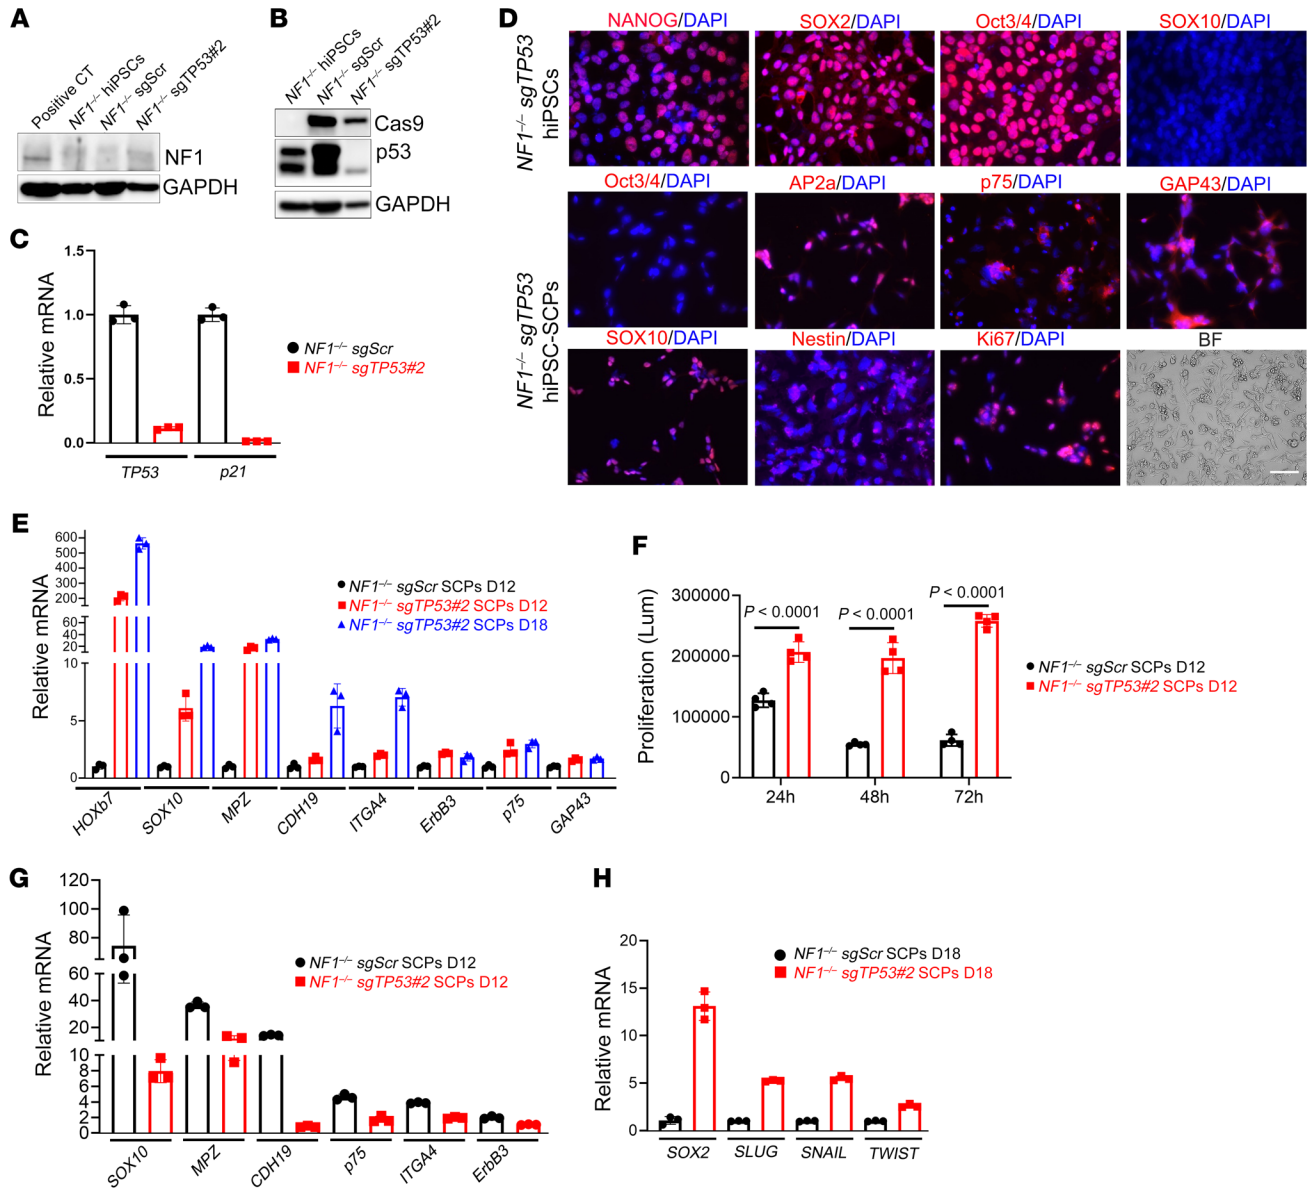 A
Positive CT
NF1–/– hiPSCs
NF1–/– sgScr
NF1–/– sgTP53#2
NF1
GAPDH
B
NF1–/– hiPSCs
NF1–/– sgScr
NF1–/– sgTP53#2
Cas9
p53
GAPDH
C
Relative mRNA
1.5
1.0
0.5
0.0
TP53
p21
NF1–/– sgScr
NF1–/– sgTP53#2
D
NF1–/– sgTP53
hiPSCs
NANOG/DAPI
SOX2/DAPI
Oct3/4/DAPI
SOX10/DAPI
NF1–/– sgTP53
hiPSC-SCPs
Oct3/4/DAPI
AP2a/DAPI
p75/DAPI
GAP43/DAPI
SOX10/DAPI
Nestin/DAPI
Ki67/DAPI
BF
E
Relative mRNA
600
500
400
300
200
60
40
20
10
5
0
HOXb7
SOX10
MPZ
CDH19
ITGA4
ErbB3
p75
GAP43
NF1–/– sgScr SCPs D12
NF1–/– sgTP53#2 SCPs D12
NF1–/– sgTP53#2 SCPs D18
F
Proliferation (Lum)
300000
200000
100000
0
P < 0.0001
P < 0.0001
P < 0.0001
24h
48h
72h
NF1–/– sgScr SCPs D12
NF1–/– sgTP53#2 SCPs D12
G
Relative mRNA
120
100
80
60
40
20
10
8
6
4
2
0
SOX10
MPZ
CDH19
p75
ITGA4
ErbB3
NF1–/– sgScr SCPs D12
NF1–/– sgTP53#2 SCPs D12
H
Relative mRNA
20
15
10
5
0
SOX2
SLUG
SNAIL
TWIST
NF1–/– sgScr SCPs D18
NF1–/– sgTP53#2 SCPs D18